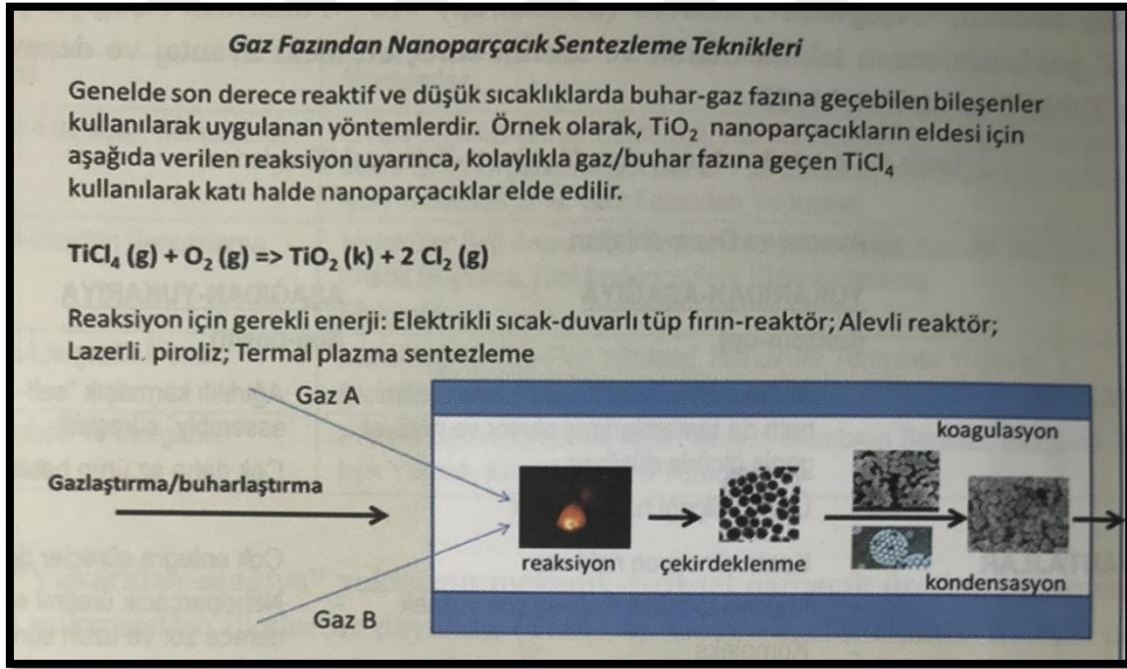 Gaz Fazından Nanoparçacık Sentezleme Teknikleri
Genelde son derece reaktif ve düşük sıcaklıklarda buhar-gaz fazına geçebilen bileşenler
kullanılarak uygulanan yöntemlerdir. Örnek olarak, TiO₂ nanoparçacıkların eldesi için
aşağıda verilen reaksiyon uyarınca, kolaylıkla gaz/buhar fazına geçen TiCl₄
kullanılarak katı halde nanoparçacıklar elde edilir.
TiCl₄ (g) + O₂ (g) => TiO₂ (k) + 2 Cl₂ (g)
Reaksiyon için gerekli enerji: Elektrikli sıcak-duvarlı tüp fırın-reaktör; Alevli reaktör;
Lazerli. piroliz; Termal plazma sentezleme
Gaz A
koagulasyon
Gazlaştırma/buharlaştırma
reaksiyon
çekirdeklenme
kondensasyon
Gaz B